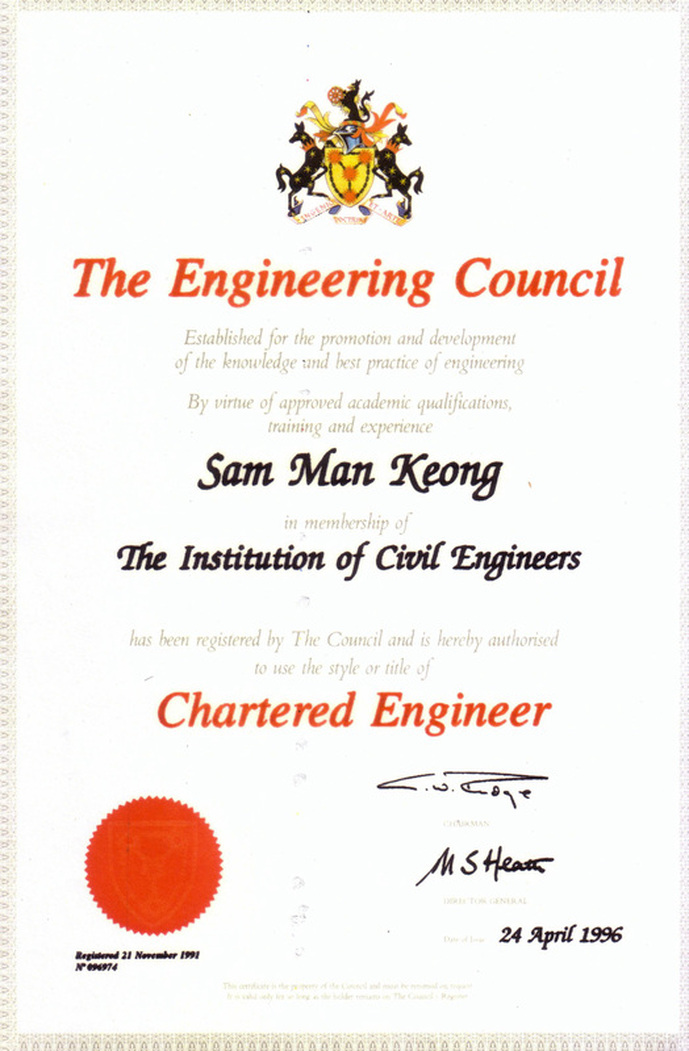 INGENIO ET ARTE
DOCTRINA
The Engineering Council
Established for the promotion and development
of the knowledge and best practice of engineering
By virtue of approved academic qualifications,
training and experience
Sam Man Keong
in membership of
The Institution of Civil Engineers
has been registered by The Council and is hereby authorised
to use the style or title of
Chartered Engineer
CHAIRMAN
M S Heath
DIRECTOR GENERAL
Date of Issue 24 April 1996
Registered 21 November 1991
Nº 096974
This certificate is the property of the Council and must be returned on request
It is valid only for so long as the holder remains on The Council's Register